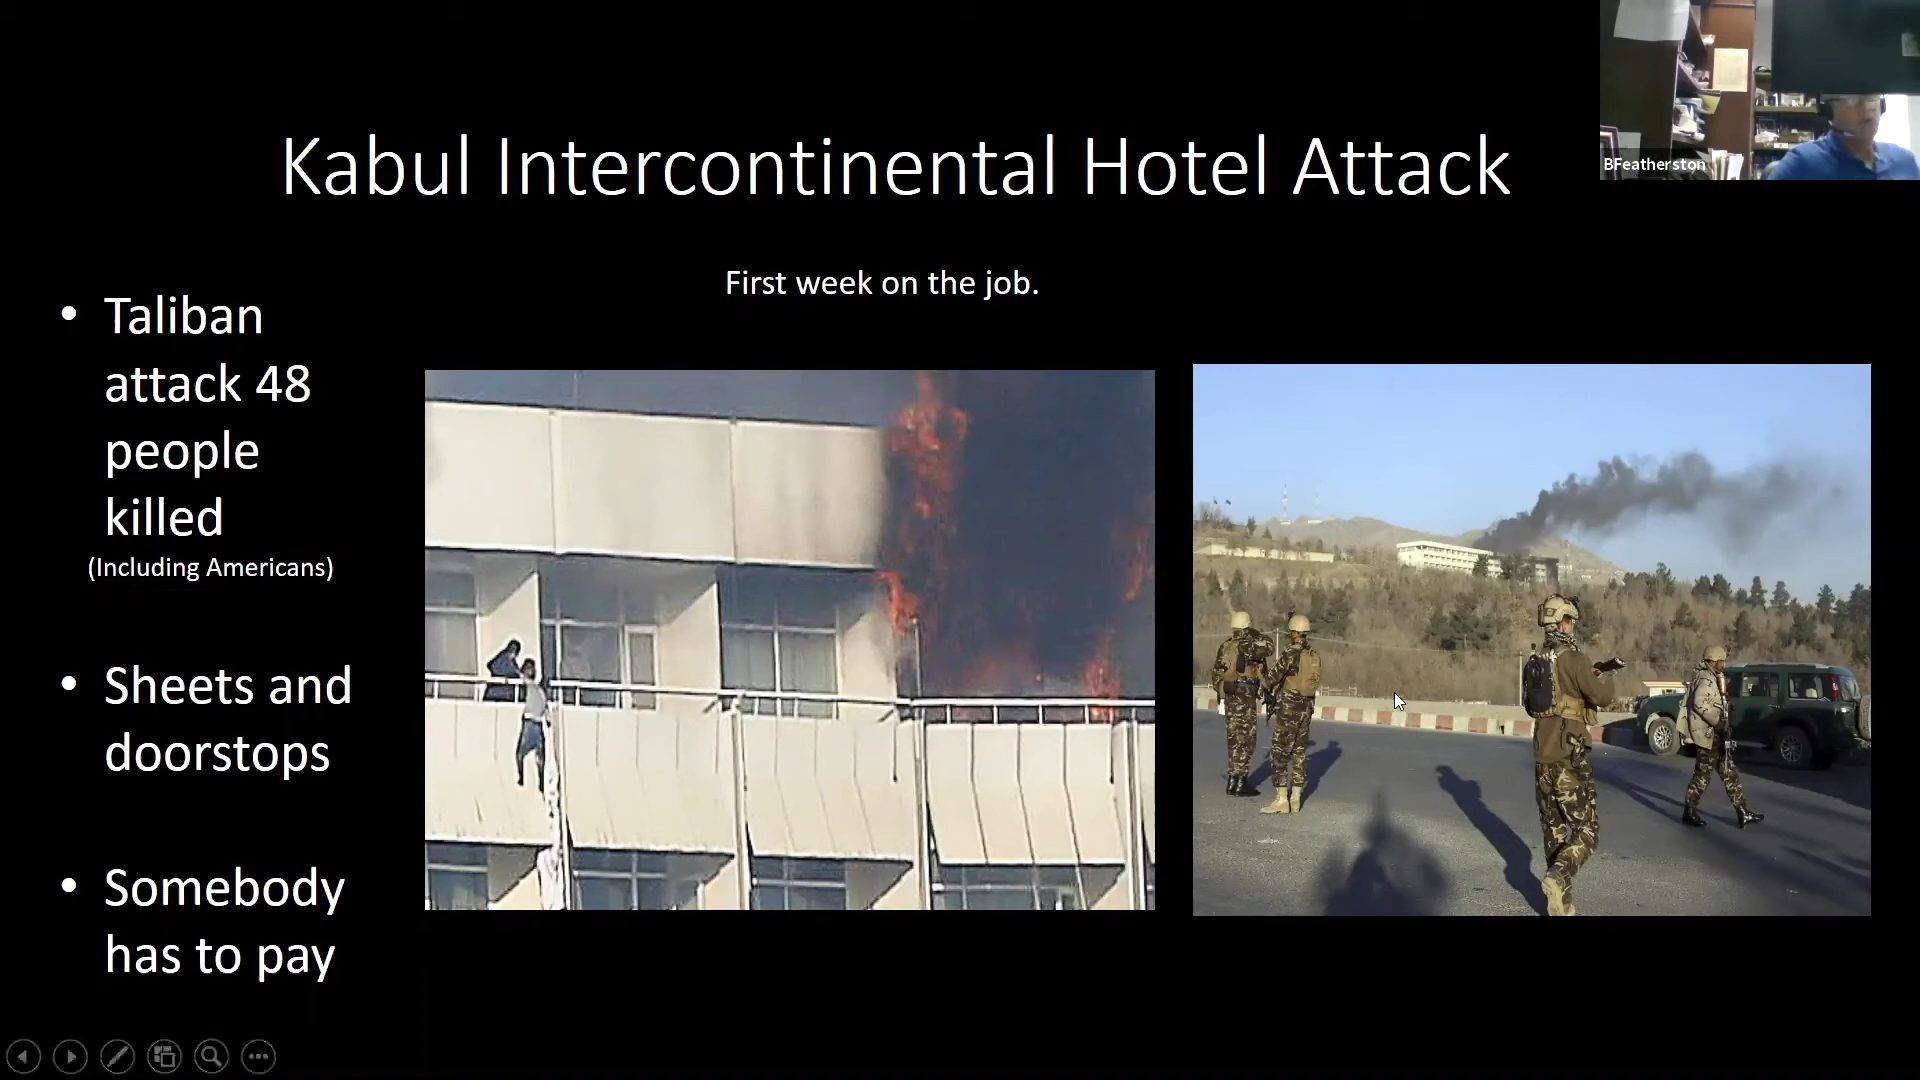 Kabul Intercontinental Hotel Attack
BFeatherston
First week on the job.
• Taliban
attack 48
people
killed
(Including Americans)
• Sheets and
doorstops
• Somebody
has to pay